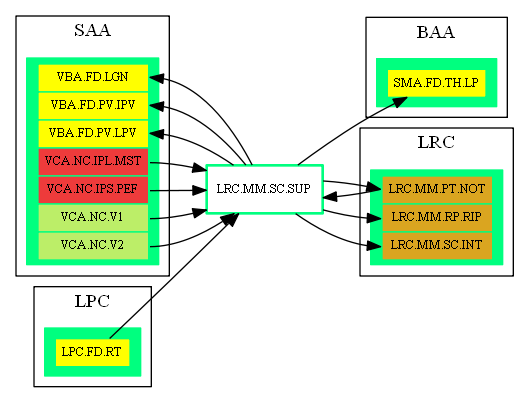 SAA
VBA.FD.LGN
VBA.FD.PV.IPV
VBA.FD.PV.LPV
VCA.NC.IPL.MST
VCA.NC.IPS.PEF
VCA.NC.V1
VCA.NC.V2
LPC
LPC.FD.RT
LRC.MM.SC.SUP
BAA
SMA.FD.TH.LP
LRC
LRC.MM.PT.NOT
LRC.MM.RP.RIP
LRC.MM.SC.INT